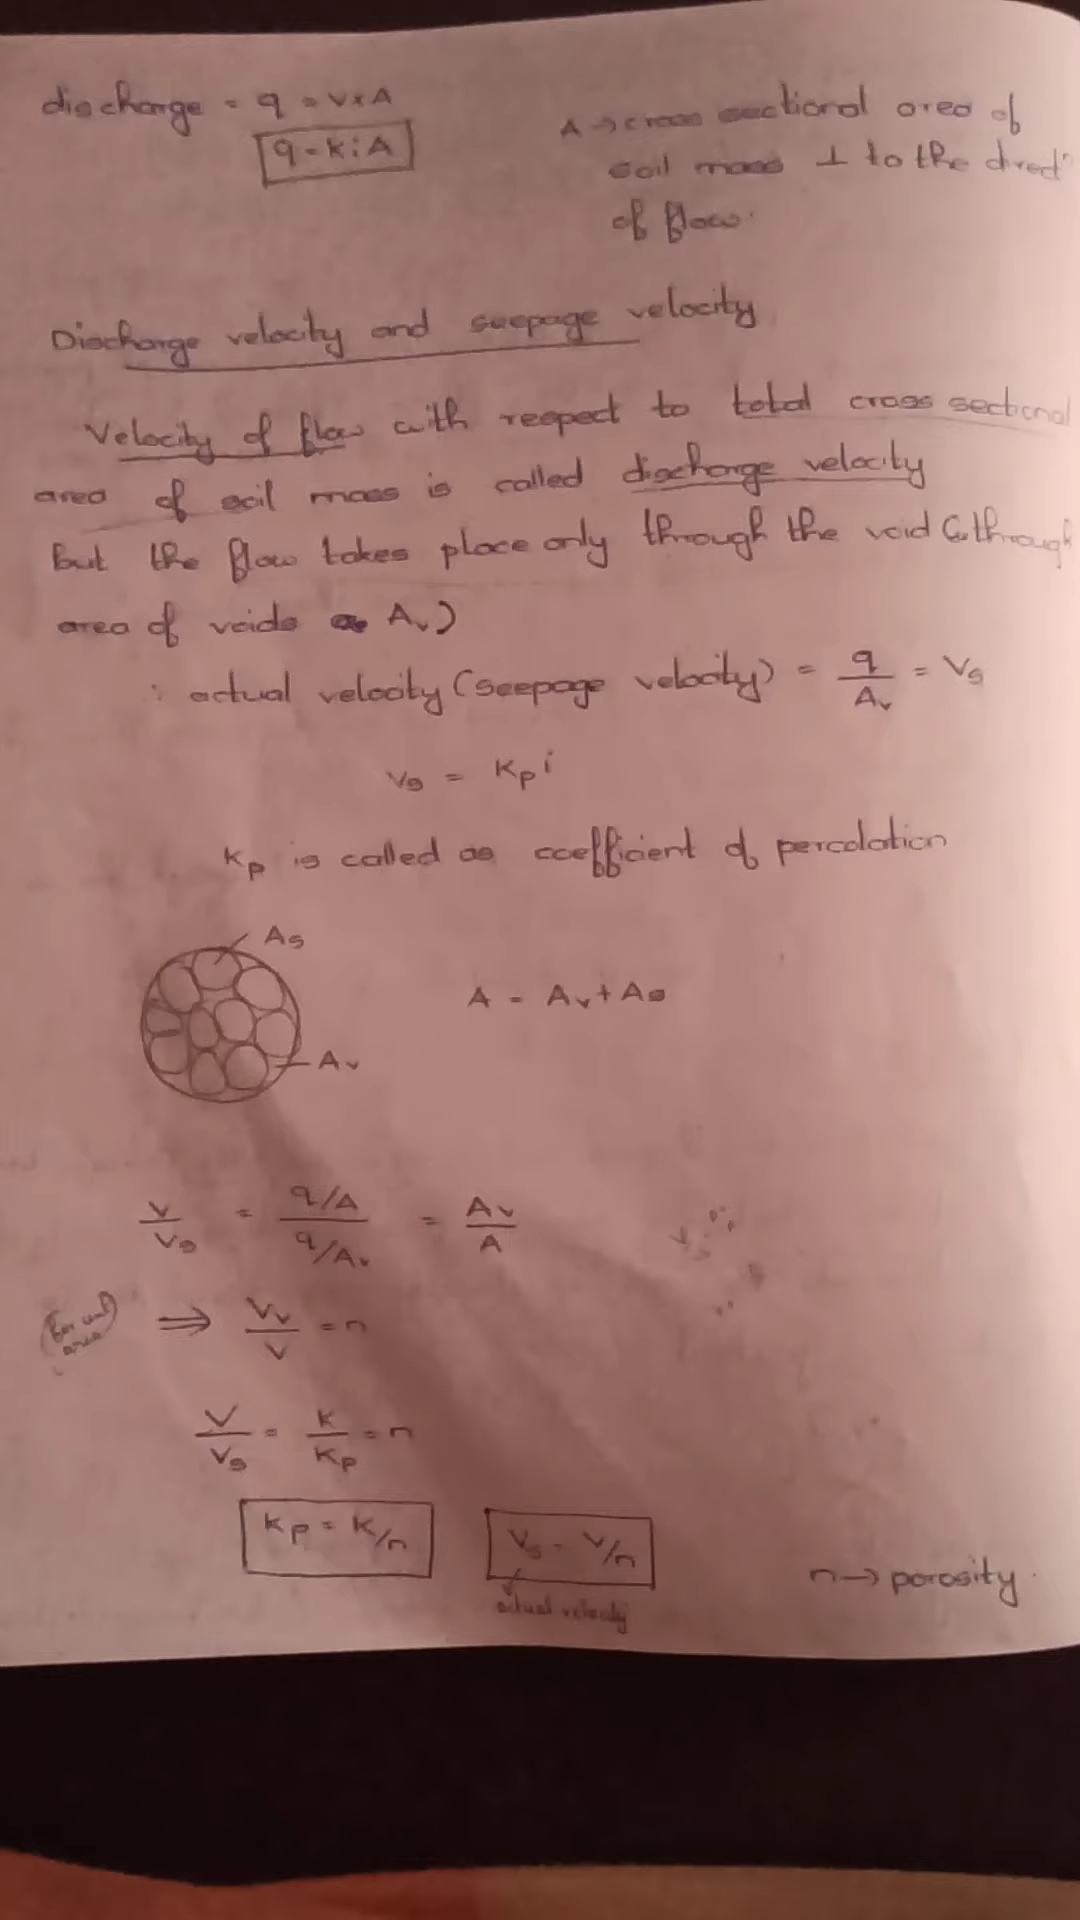 discharge = q = v x A
q = kiA
A → cross sectional area of
soil mass ⊥ to the direcⁿ
of flow.
Discharge velocity and seepage velocity
Velocity of flow with respect to total cross sectional
area of soil mass is called discharge velocity
But the flow takes place only through the void (through
area of voids Av)
∴ actual velocity (seepage velocity) = q/Av = Vs
Vs = Kp i
Kp is called as coefficient of percolation
As
A = Av + As
Av
V/Vs = (q/A)/(q/Av) = Av/A
(For unit area) ⇒ Vv/V = n
V/Vs = K/Kp = n
Kp = K/n
Vs = V/n
n → porosity
actual velocity